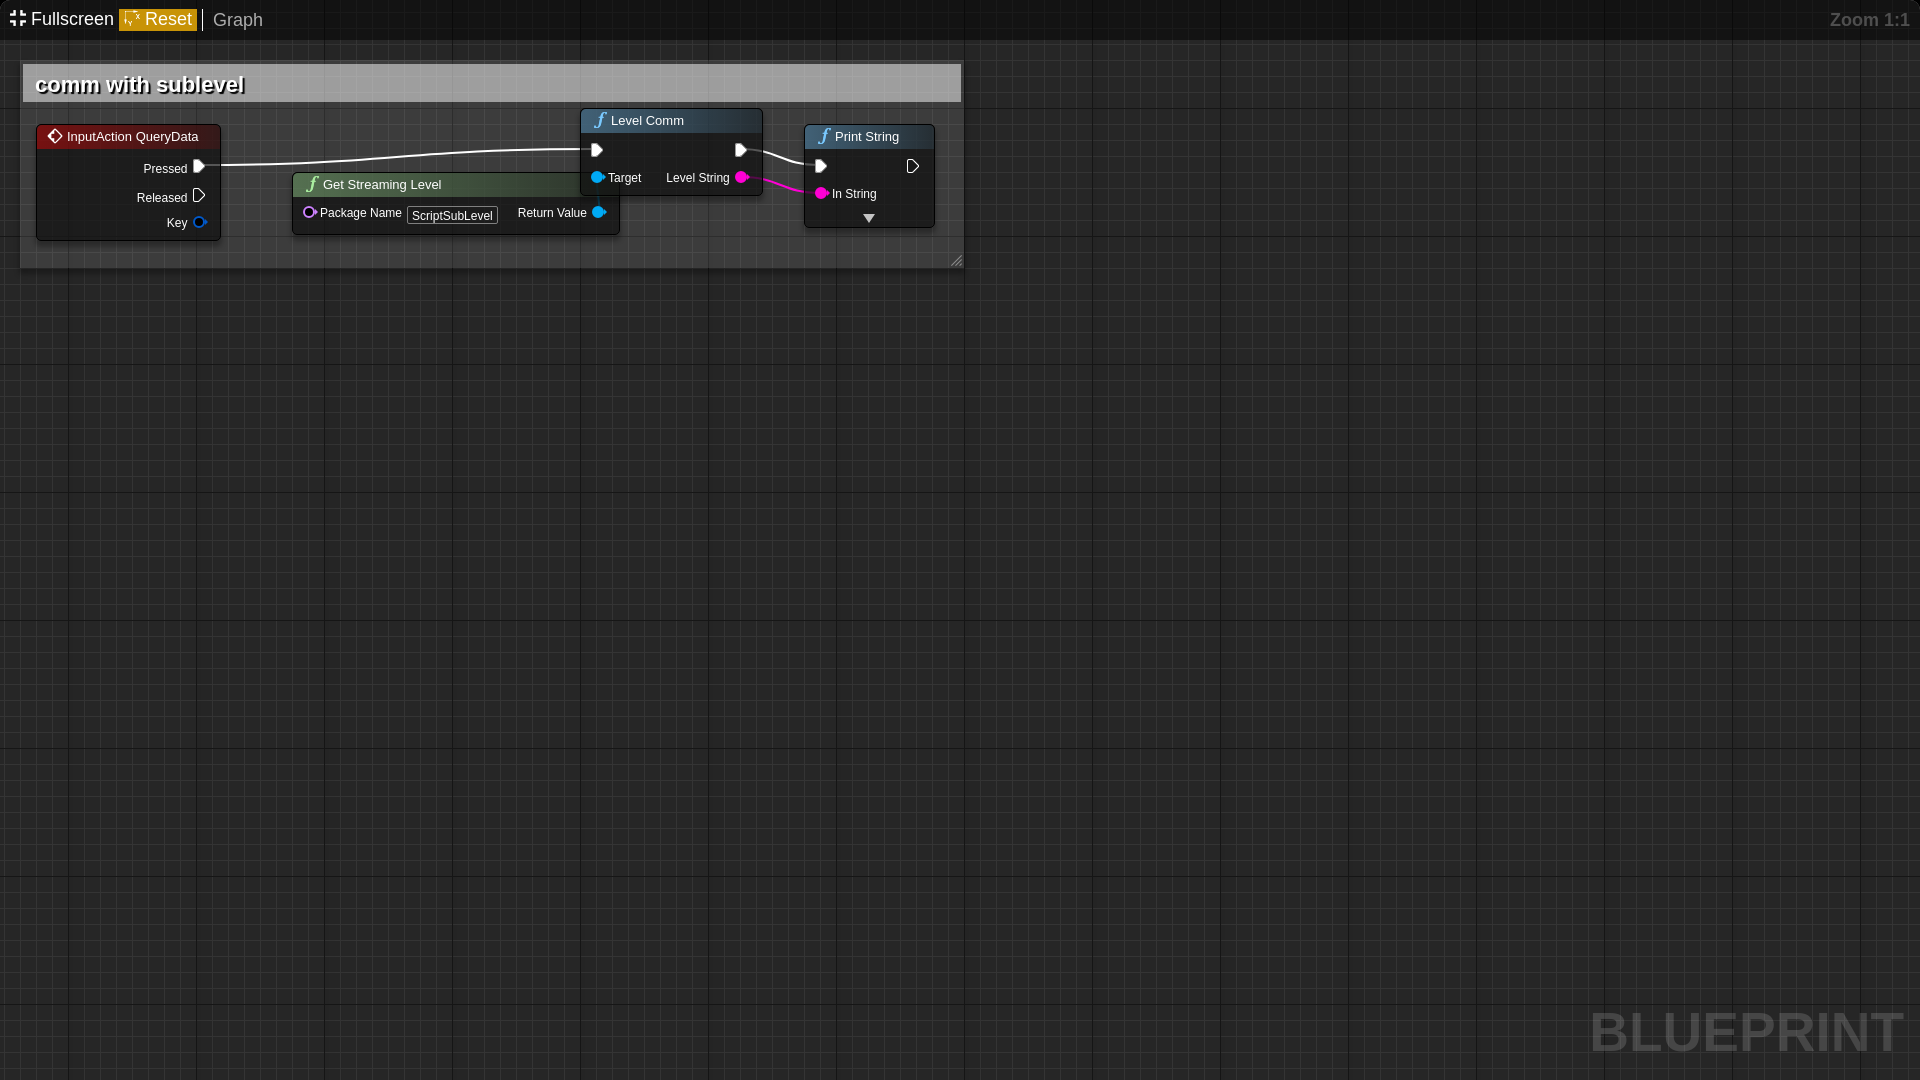 Fullscreen Reset Graph Zoom 1:1
comm with sublevel
InputAction QueryData
Pressed
Released
Key
Get Streaming Level
Package Name ScriptSubLevel Return Value
Level Comm
Target Level String
Print String
In String
BLUEPRINT